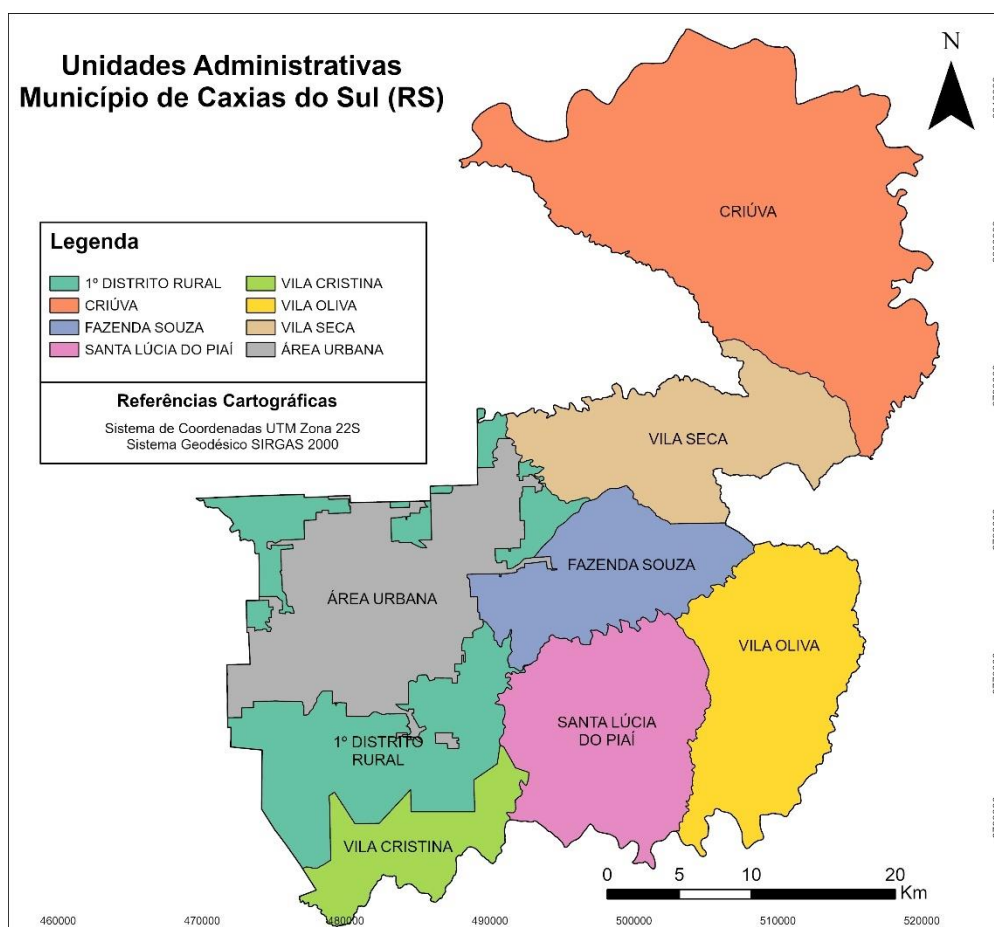 Unidades Administrativas
Município de Caxias do Sul (RS)
N
CRIÚVA
Legenda
1º DISTRITO RURAL
CRIÚVA
FAZENDA SOUZA
SANTA LÚCIA DO PIAÍ
VILA CRISTINA
VILA OLIVA
VILA SECA
ÁREA URBANA
Referências Cartográficas
Sistema de Coordenadas UTM Zona 22S
Sistema Geodésico SIRGAS 2000
VILA SECA
FAZENDA SOUZA
ÁREA URBANA
VILA OLIVA
SANTA LÚCIA
DO PIAÍ
1º DISTRITO
RURAL
VILA CRISTINA
0 5 10 20
Km
460000 470000 480000 490000 500000 510000 520000